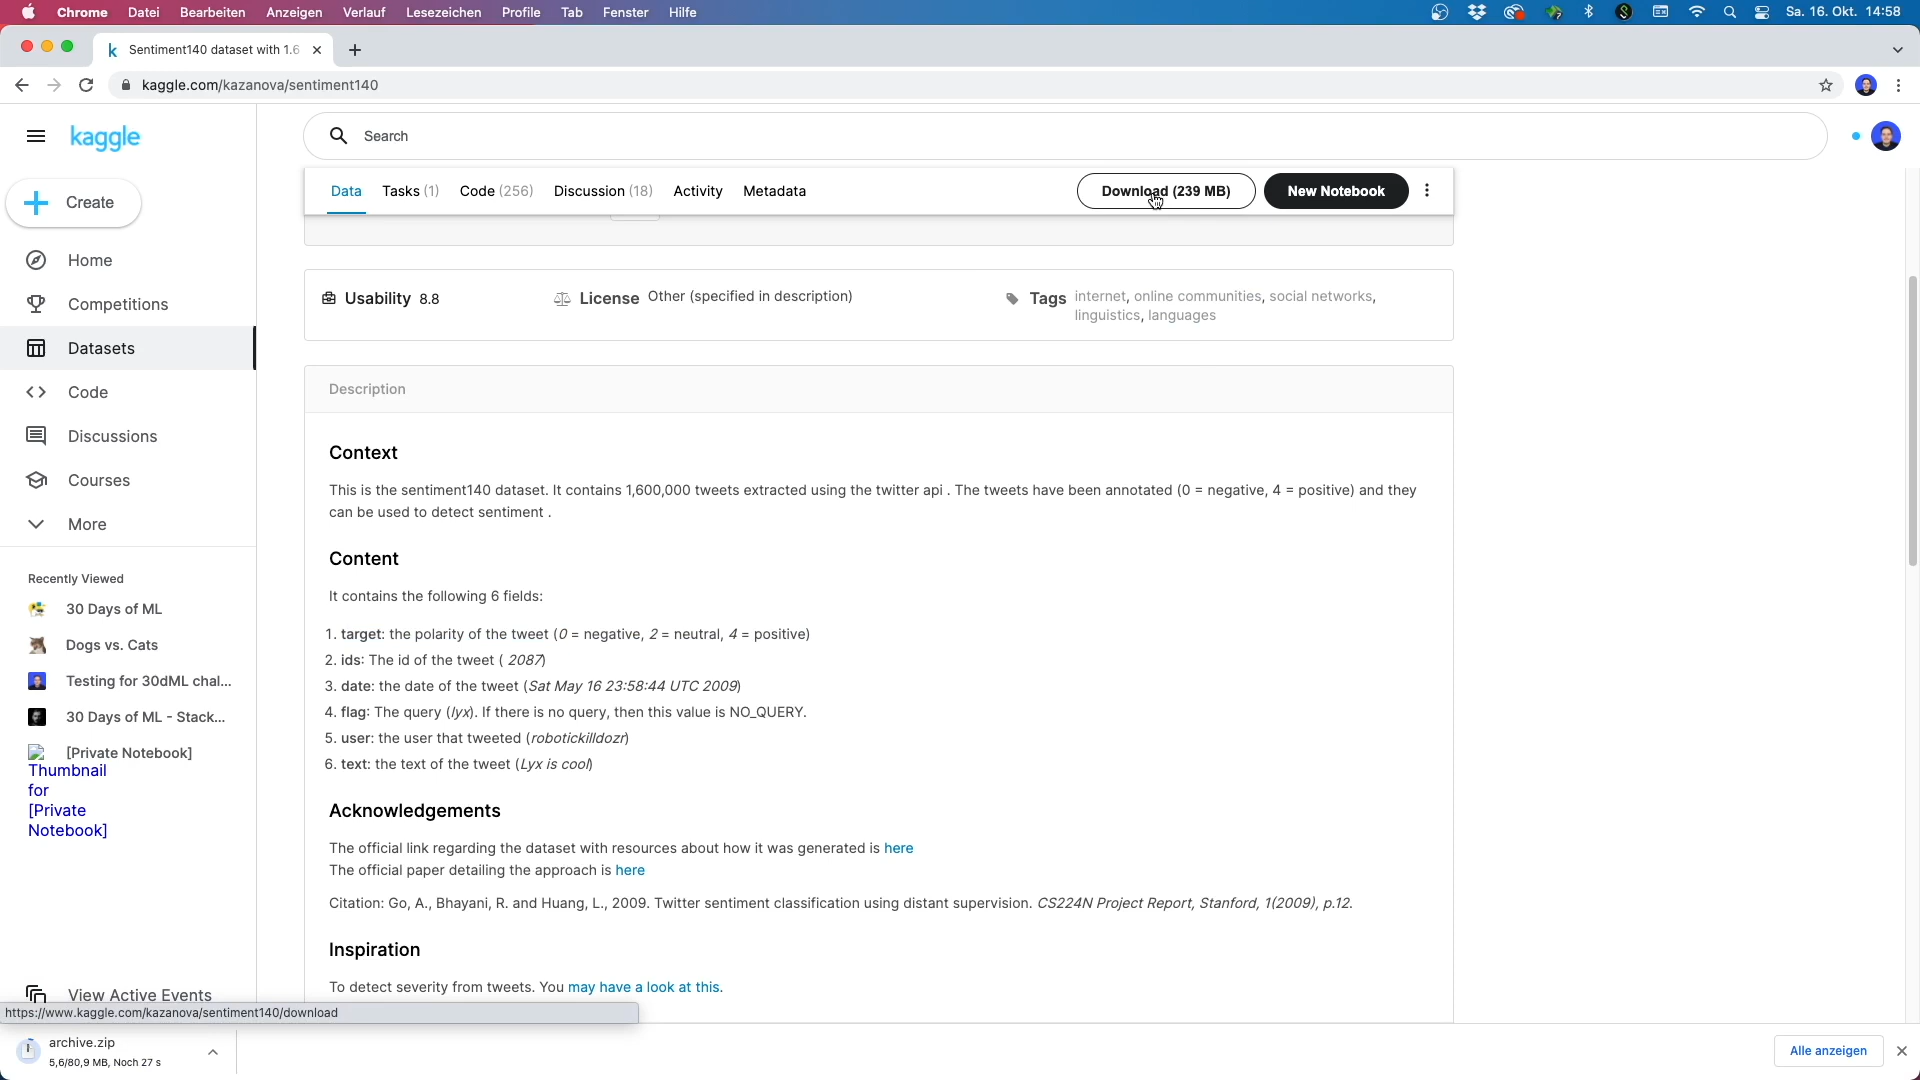 Chrome Datei Bearbeiten Anzeigen Verlauf Lesezeichen Profile Tab Fenster Hilfe Sa. 16. Okt. 14:58
Sentiment140 dataset with 1.6
kaggle.com/kazanova/sentiment140
kaggle
Search
Create
Data Tasks (1) Code (256) Discussion (18) Activity Metadata Download (239 MB) New Notebook
Home
Competitions
Datasets
Code
Discussions
Courses
More
Recently Viewed
30 Days of ML
Dogs vs. Cats
Testing for 30dML chal...
30 Days of ML - Stack...
[Private Notebook]
Thumbnail
for
[Private
Notebook]
View Active Events
Usability 8.8 License Other (specified in description) Tags internet, online communities, social networks,
linguistics, languages
Description
Context
This is the sentiment140 dataset. It contains 1,600,000 tweets extracted using the twitter api . The tweets have been annotated (0 = negative, 4 = positive) and they
can be used to detect sentiment .
Content
It contains the following 6 fields:
1. target: the polarity of the tweet (0 = negative, 2 = neutral, 4 = positive)
2. ids: The id of the tweet ( 2087)
3. date: the date of the tweet (Sat May 16 23:58:44 UTC 2009)
4. flag: The query (lyx). If there is no query, then this value is NO_QUERY.
5. user: the user that tweeted (robotickilldozr)
6. text: the text of the tweet (Lyx is cool)
Acknowledgements
The official link regarding the dataset with resources about how it was generated is here
The official paper detailing the approach is here
Citation: Go, A., Bhayani, R. and Huang, L., 2009. Twitter sentiment classification using distant supervision. CS224N Project Report, Stanford, 1(2009), p.12.
Inspiration
To detect severity from tweets. You may have a look at this.
https://www.kaggle.com/kazanova/sentiment140/download
archive.zip
5,6/80,9 MB, Noch 27 s
Alle anzeigen